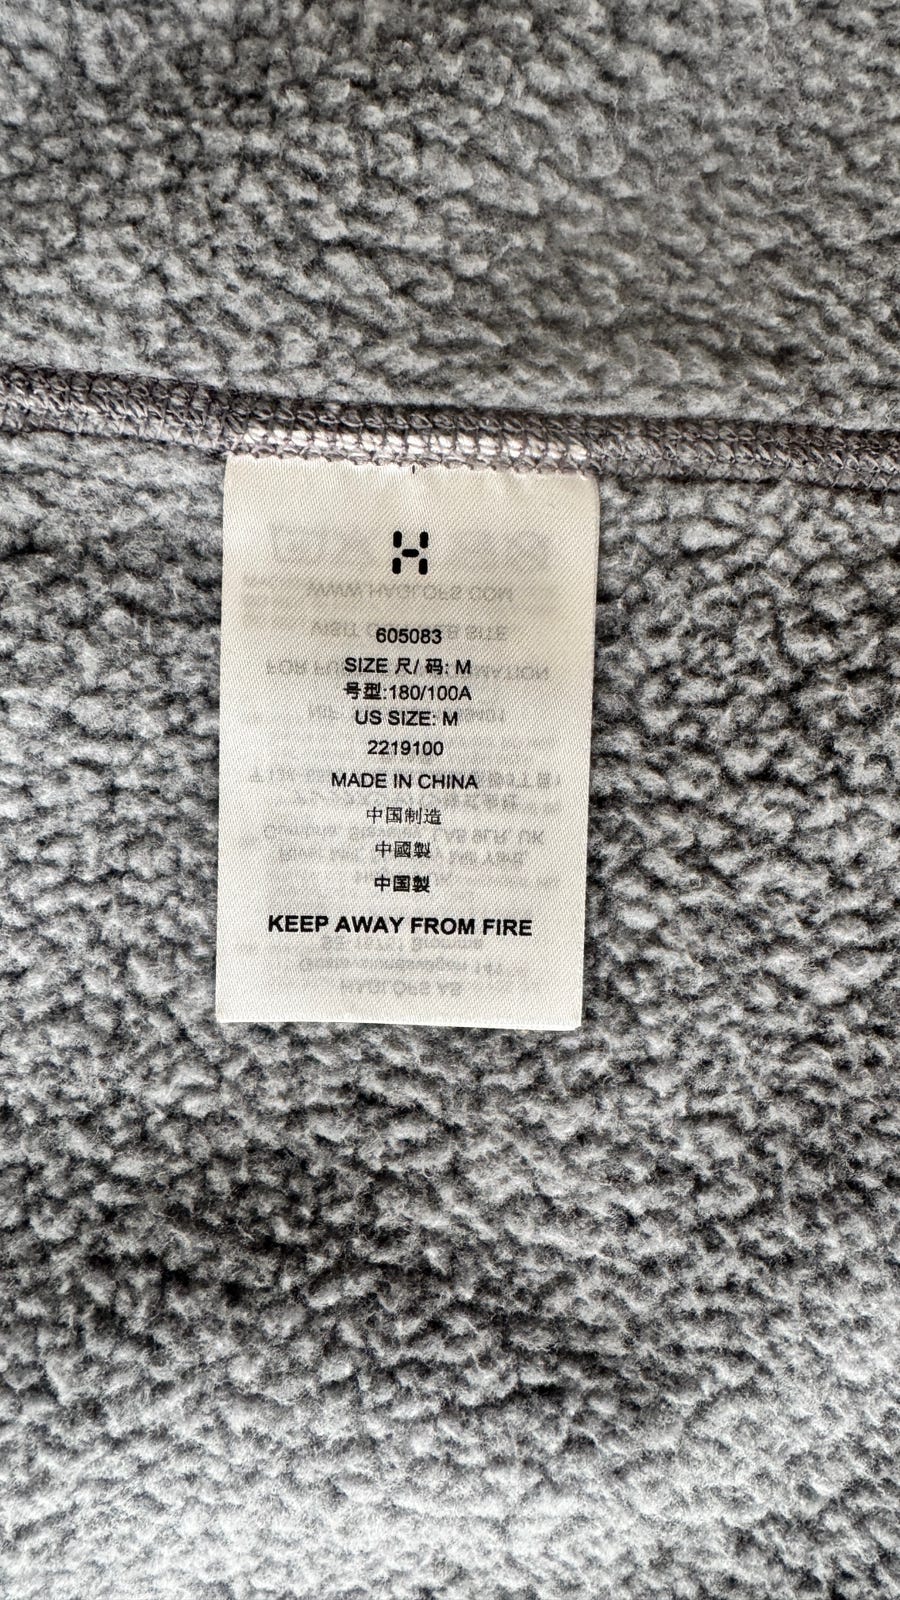 605083
SIZE 尺/ 码: M
号型:180/100A
US SIZE: M
2219100
MADE IN CHINA
中国制造
中國製
中国製
KEEP AWAY FROM FIRE